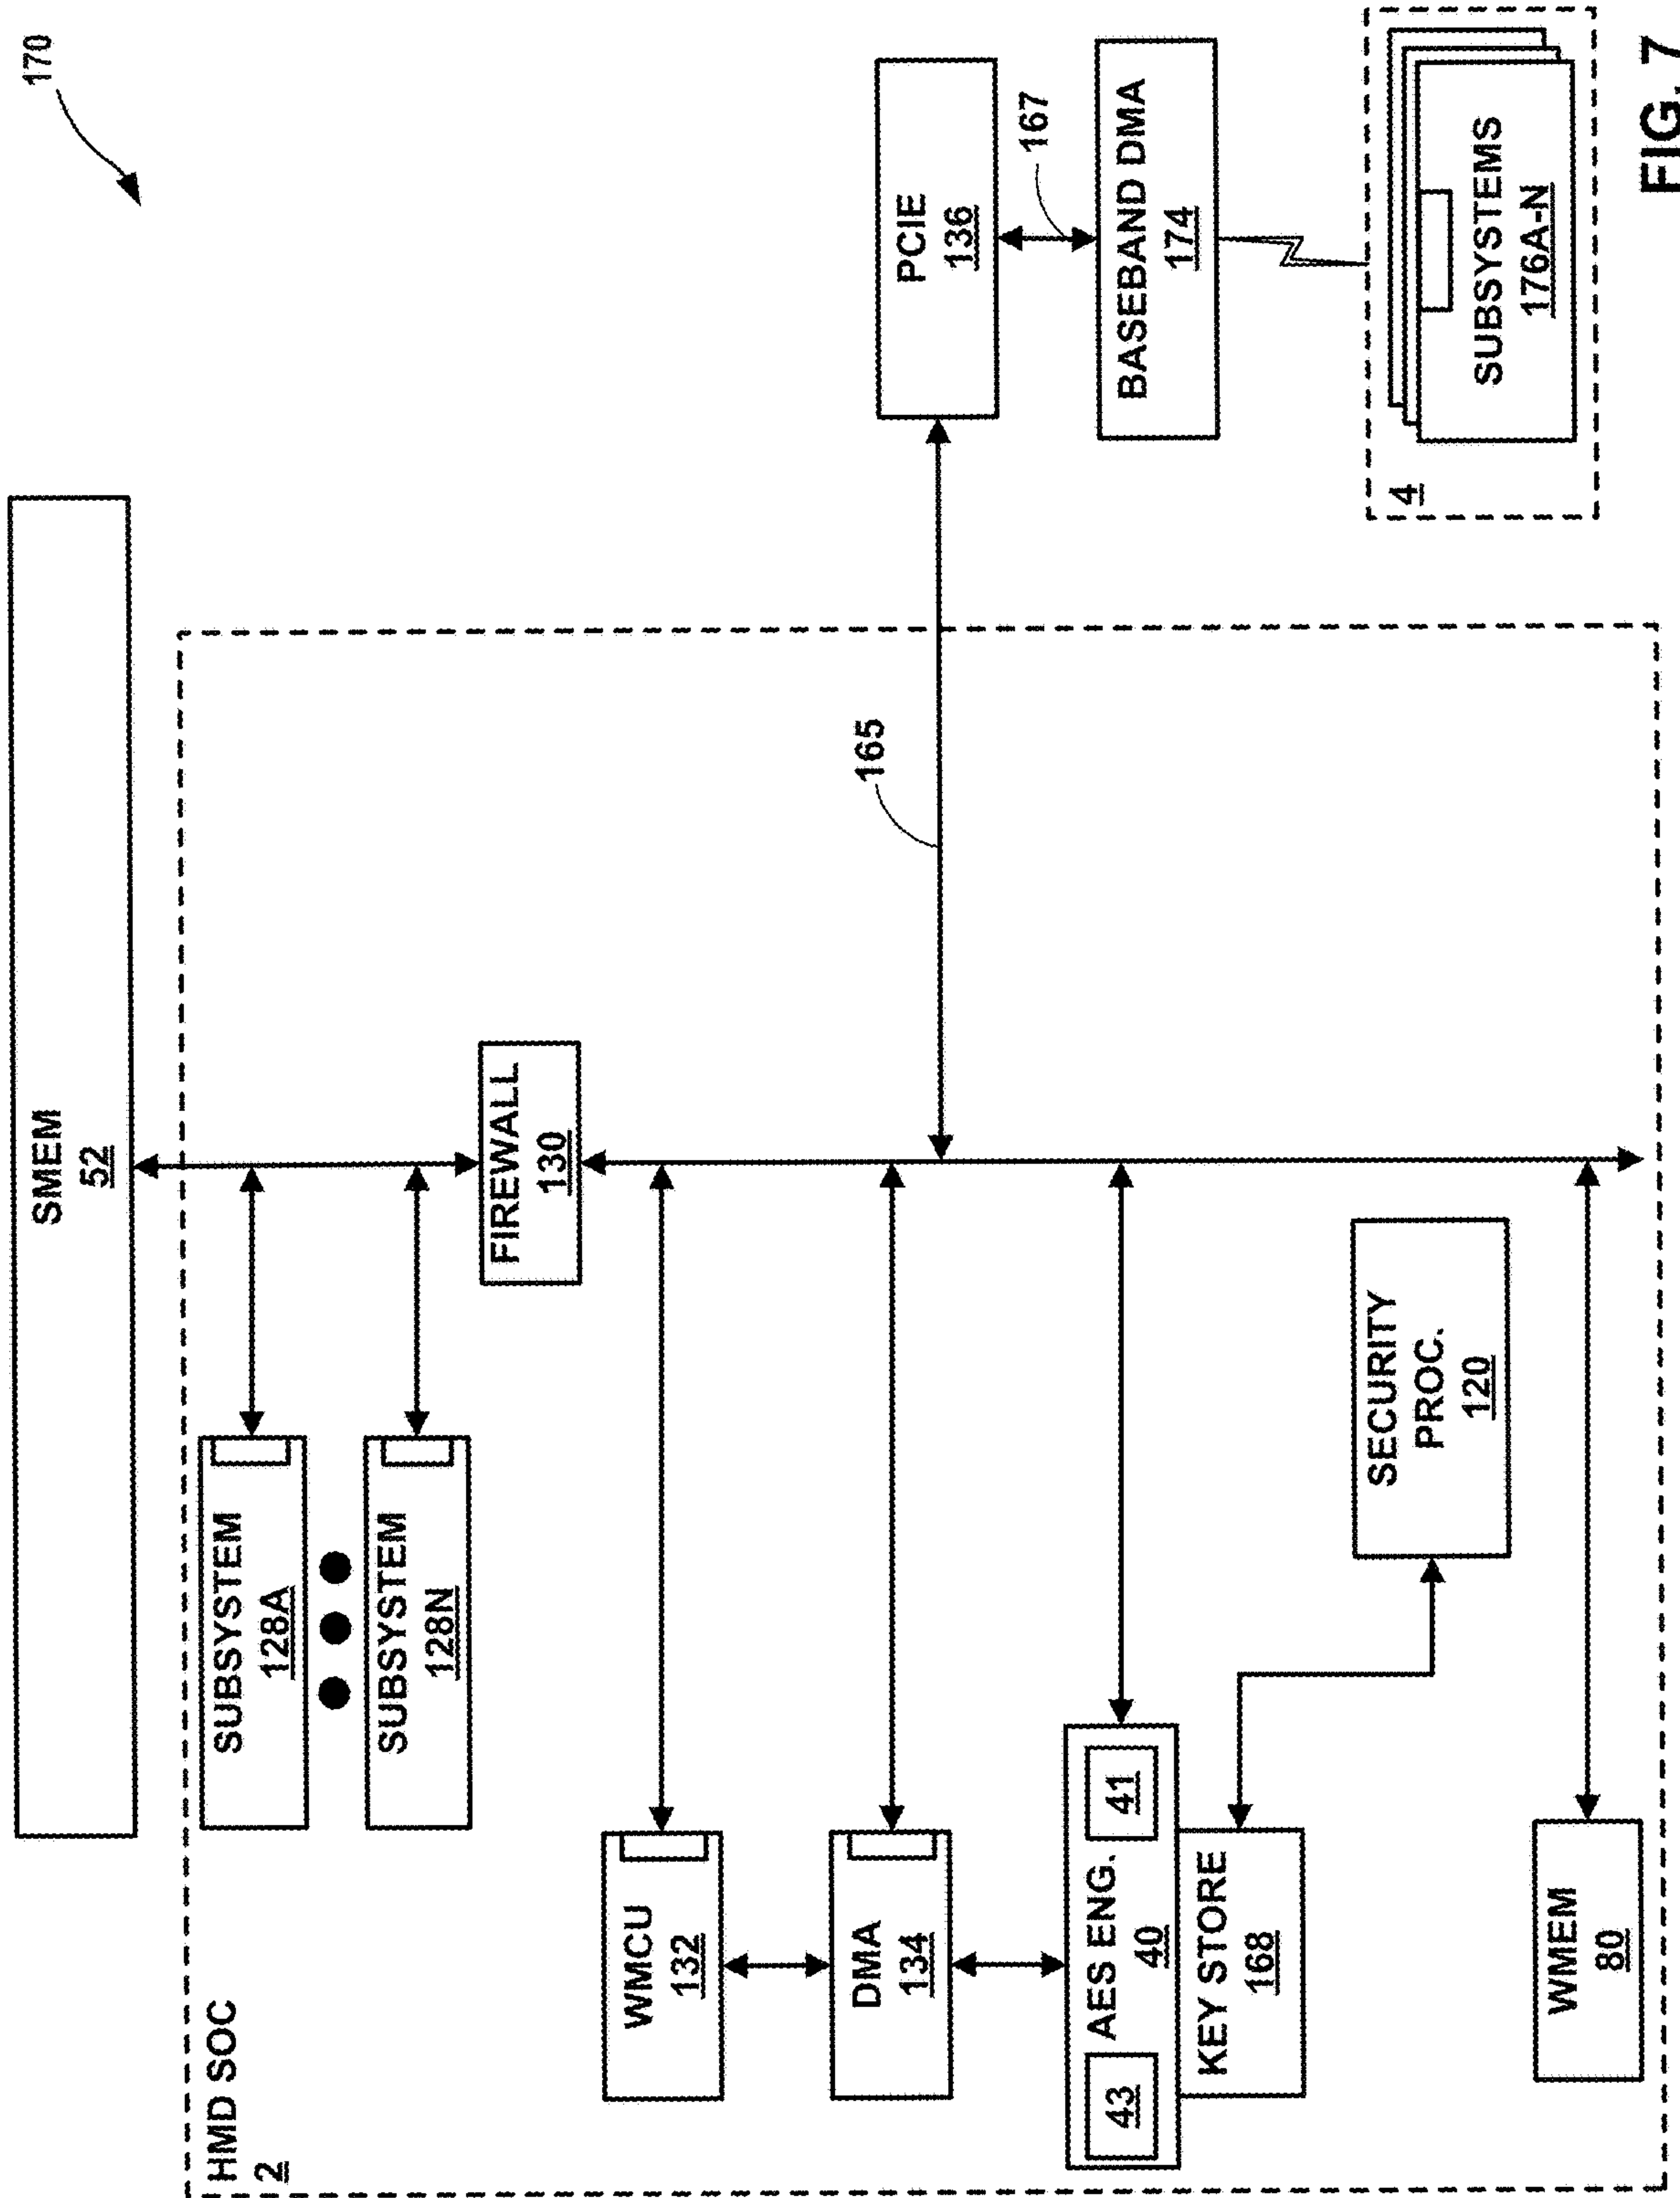 170
SMEM
52
HMD SOC
2
SUBSYSTEM
128A
SUBSYSTEM
128N
FIREWALL
130
WMCU
132
DMA
134
165
PCIE
136
167
BASEBAND DMA
174
43
AES ENG.
40
41
KEY STORE
168
SECURITY
PROC.
120
WMEM
80
4
SUBSYSTEMS
176A-N
FIG. 7